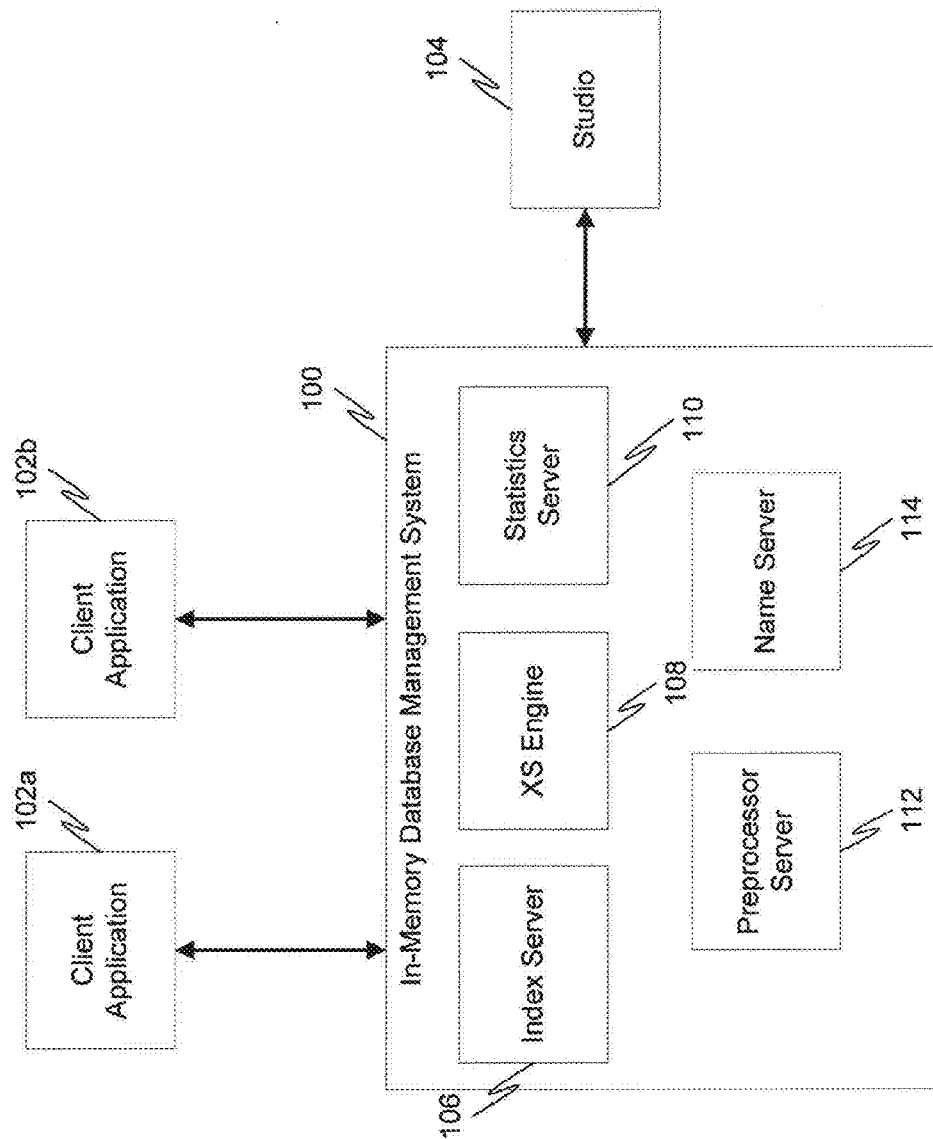 102a
102b
Client
Application
Client
Application
100
104
In-Memory Database Management System
Studio
Index Server
XS Engine
Statistics
Server
106
108
110
Preprocessor
Server
Name Server
112
114